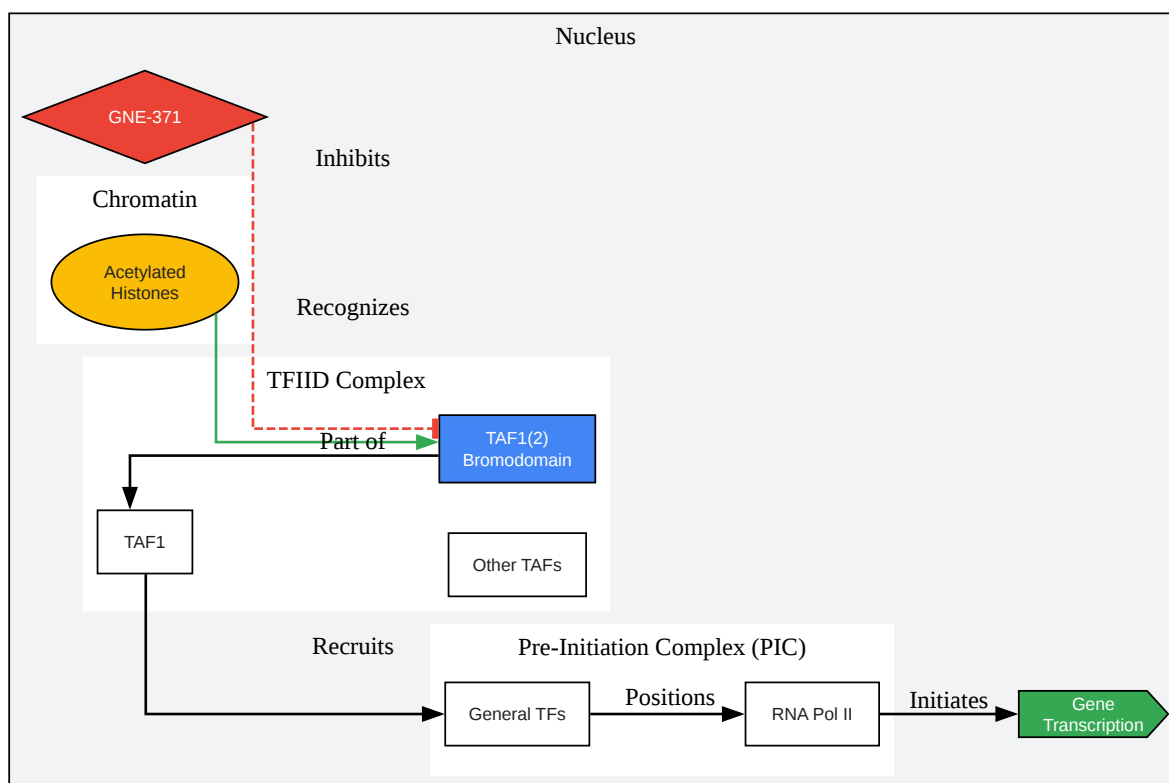 Nucleus
GNE-371
Inhibits
Chromatin
Acetylated
Histones
Recognizes
TFIID Complex
Part of
TAF1(2)
Bromodomain
TAF1
Other TAFs
Recruits
Pre-Initiation Complex (PIC)
General TFs
Positions
RNA Pol II
Initiates
Gene
Transcription